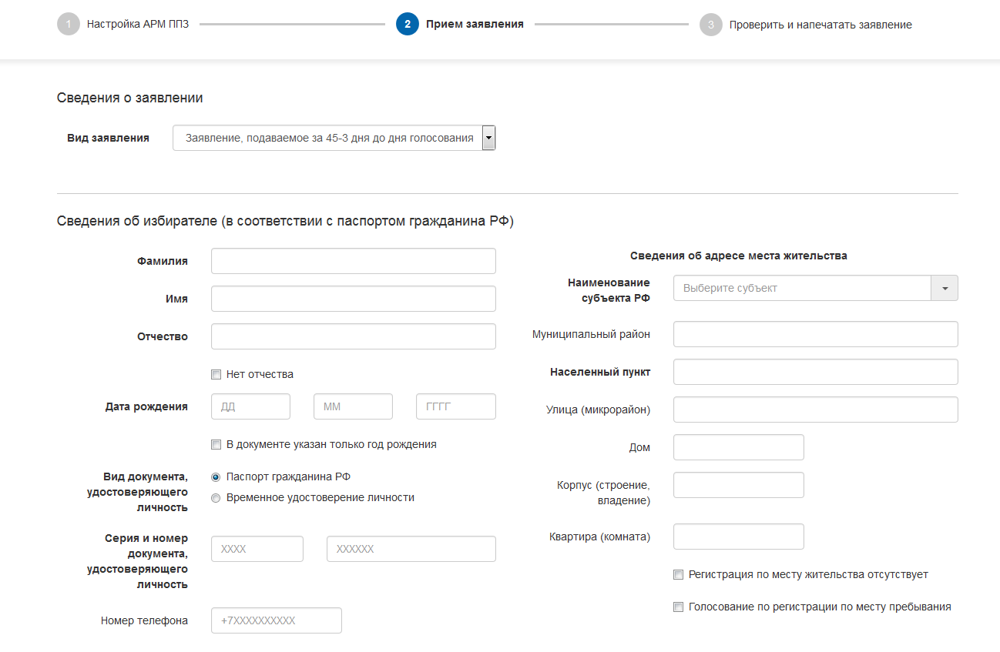 1 Настройка АРМ ППЗ
2 Прием заявления
3 Проверить и напечатать заявление
Сведения о заявлении
Вид заявления
Заявление, подаваемое за 45-3 дня до дня голосования
Сведения об избирателе (в соответствии с паспортом гражданина РФ)
Фамилия
Имя
Отчество
Нет отчества
Дата рождения
ДД
ММ
ГГГГ
В документе указан только год рождения
Вид документа,
удостоверяющего
личность
Паспорт гражданина РФ
Временное удостоверение личности
Серия и номер
документа,
удостоверяющего
личность
XXXX
XXXXXX
Номер телефона
+7XXXXXXXXXX
Сведения об адресе места жительства
Наименование
субъекта РФ
Выберите субъект
Муниципальный район
Населенный пункт
Улица (микрорайон)
Дом
Корпус (строение,
владение)
Квартира (комната)
Регистрация по месту жительства отсутствует
Голосование по регистрации по месту пребывания